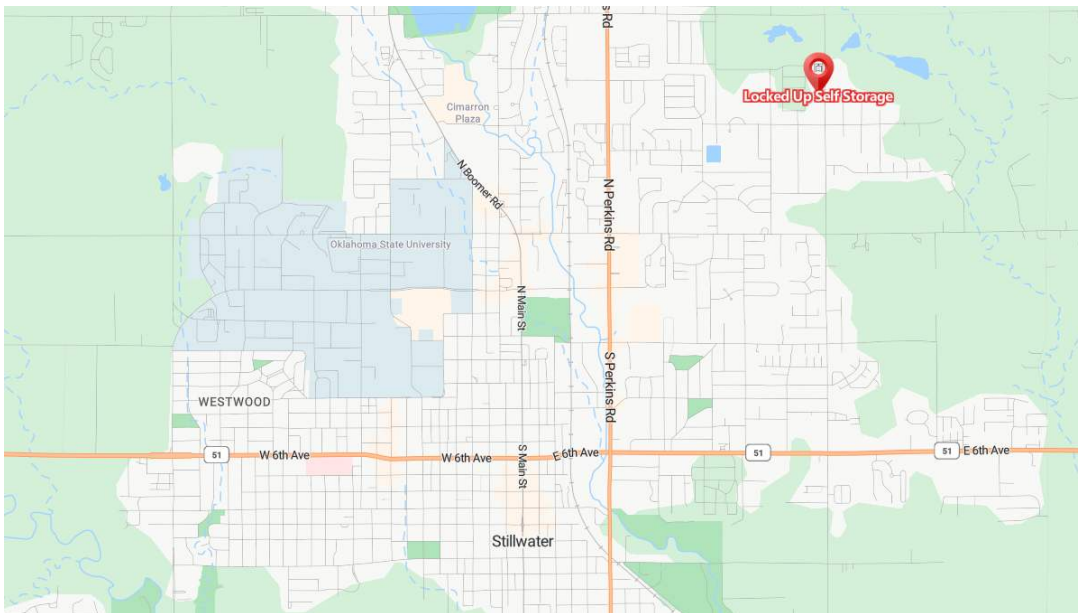 s Rd
Locked Up Self Storage
Cimarron
Plaza
N Boomer Rd
N Perkins Rd
Oklahoma State University
N Main St
S Perkins Rd
WESTWOOD
51
W 6th Ave
W 6th Ave
S Main St
E 6th Ave
51
51
E 6th Ave
Stillwater